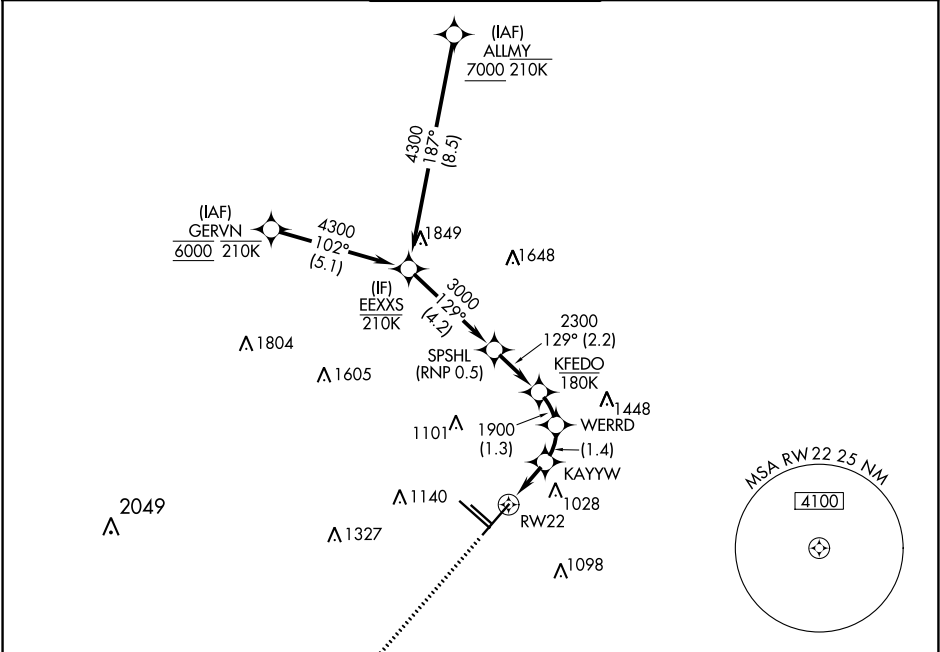 (IAF)
ALLMY
7000 210K
4300
187°
(8.5)
(IAF)
GERVN
6000 210K
4300
102°
(5.1)
1849
1648
(IF)
EEXXS
210K
3000
129°
(4.2)
1804
1605
SPSHL
(RNP 0.5)
2300
129° (2.2)
KFEDO
180K
1448
1101
1900
(1.3)
WERRD
(1.4)
KAYYW
1028
RW22
1140
2049
1327
1098
MSA RW22 25 NM
4100